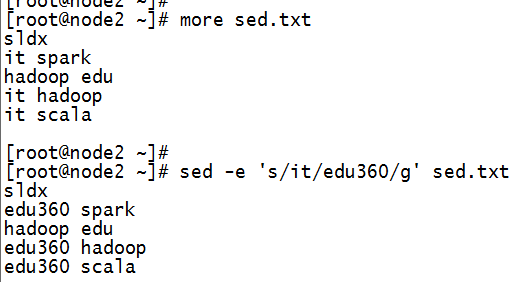 [root@node2 ~]#
[root@node2 ~]# more sed.txt
sldx
it spark
hadoop edu
it hadoop
it scala
[root@node2 ~]#
[root@node2 ~]# sed -e 's/it/edu360/g' sed.txt
sldx
edu360 spark
hadoop edu
edu360 hadoop
edu360 scala